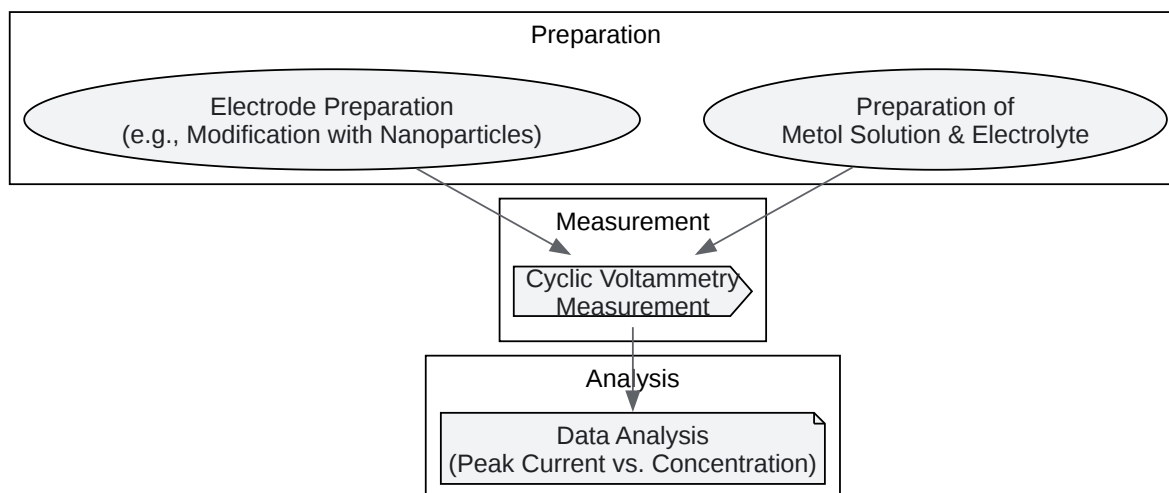 Preparation
Electrode Preparation
(e.g., Modification with Nanoparticles)
Preparation of
Metol Solution & Electrolyte
Measurement
Cyclic Voltammetry
Measurement
Analysis
Data Analysis
(Peak Current vs. Concentration)